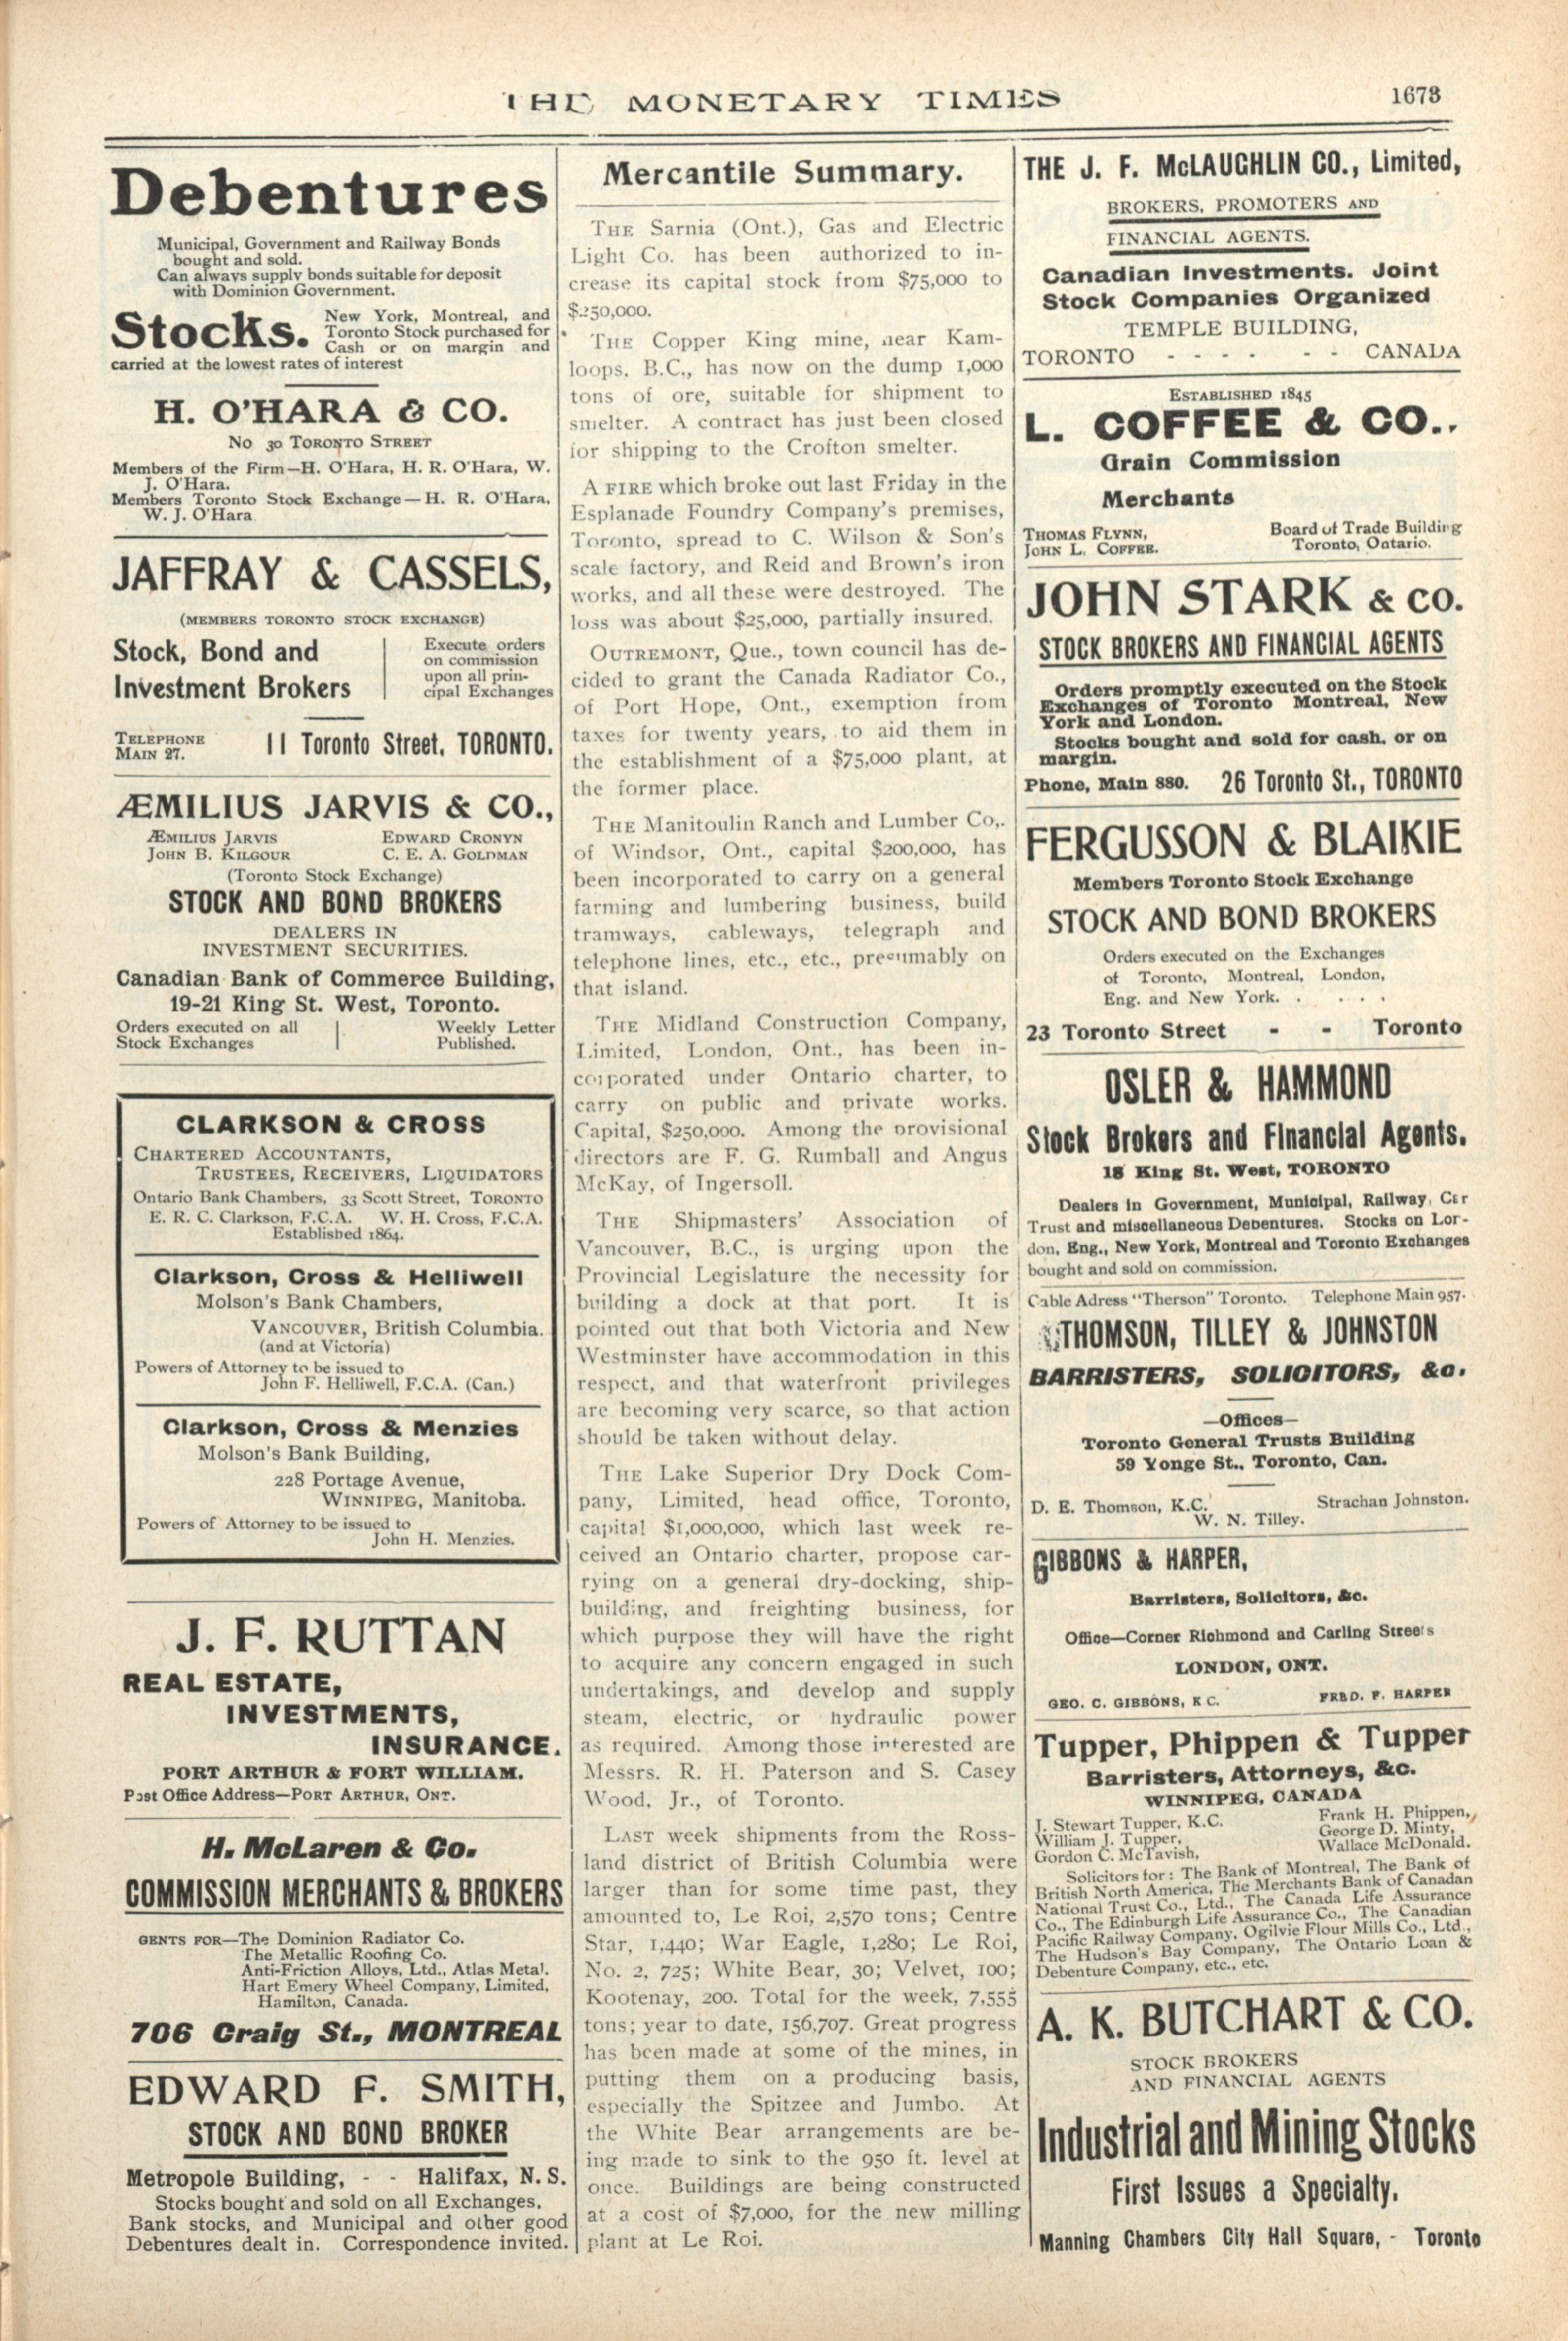 THE MONETARY TIMES
1673
Debentures
Municipal, Government and Railway Bonds
bought and sold.
Can always supply bonds suitable for deposit
with Dominion Government.
Stocks.
New York, Montreal, and
Toronto Stock purchased for
Cash or on margin and
carried at the lowest rates of interest
H. O'HARA & CO.
No 30 TORONTO STREET
Members of the Firm—H. O'Hara, H. R. O'Hara, W.
J. O'Hara.
Members Toronto Stock Exchange—H. R. O'Hara,
W. J. O'Hara
JAFFRAY & CASSELS,
(MEMBERS TORONTO STOCK EXCHANGE)
Stock, Bond and
Investment Brokers
Execute orders
on commission
upon all prin-
cipal Exchanges
TELEPHONE
MAIN 27.
11 Toronto Street, TORONTO.
ÆMILIUS JARVIS & CO.,
ÆMILIUS JARVIS EDWARD CRONYN
JOHN B. KILGOUR C. E. A. GOLDMAN
(Toronto Stock Exchange)
STOCK AND BOND BROKERS
DEALERS IN
INVESTMENT SECURITIES.
Canadian Bank of Commerce Building,
19-21 King St. West, Toronto.
Orders executed on all
Stock Exchanges
Weekly Letter
Published.
CLARKSON & CROSS
CHARTERED ACCOUNTANTS,
TRUSTEES, RECEIVERS, LIQUIDATORS
Ontario Bank Chambers, 33 Scott Street, TORONTO
E. R. C. Clarkson, F.C.A. W. H. Cross, F.C.A.
Established 1864.
Clarkson, Cross & Helliwell
Molson's Bank Chambers,
VANCOUVER, British Columbia.
(and at Victoria)
Powers of Attorney to be issued to
John F. Helliwell, F.C.A. (Can.)
Clarkson, Cross & Menzies
Molson's Bank Building,
228 Portage Avenue,
WINNIPEG, Manitoba.
Powers of Attorney to be issued to
John H. Menzies.
J. F. RUTTAN
REAL ESTATE,
INVESTMENTS,
INSURANCE.
PORT ARTHUR & FORT WILLIAM.
Post Office Address—PORT ARTHUR, ONT.
H. McLaren & Co.
COMMISSION MERCHANTS & BROKERS
GENTS FOR—The Dominion Radiator Co.
The Metallic Roofing Co.
Anti-Friction Alloys, Ltd., Atlas Metal.
Hart Emery Wheel Company, Limited,
Hamilton, Canada.
706 Craig St., MONTREAL
EDWARD F. SMITH,
STOCK AND BOND BROKER
Metropole Building, - - Halifax, N. S.
Stocks bought and sold on all Exchanges.
Bank stocks, and Municipal and other good
Debentures dealt in. Correspondence invited.
Mercantile Summary.
THE Sarnia (Ont.), Gas and Electric
Light Co. has been authorized to in-
crease its capital stock from $75,000 to
$250,000.
THE Copper King mine, near Kam-
loops, B.C., has now on the dump 1,000
tons of ore, suitable for shipment to
smelter. A contract has just been closed
for shipping to the Crofton smelter.
A FIRE which broke out last Friday in the
Esplanade Foundry Company's premises,
Toronto, spread to C. Wilson & Son's
scale factory, and Reid and Brown's iron
works, and all these were destroyed. The
loss was about $25,000, partially insured.
OUTREMONT, Que., town council has de-
cided to grant the Canada Radiator Co.,
of Port Hope, Ont., exemption from
taxes for twenty years, to aid them in
the establishment of a $75,000 plant, at
the former place.
THE Manitoulin Ranch and Lumber Co,.
of Windsor, Ont., capital $200,000, has
been incorporated to carry on a general
farming and lumbering business, build
tramways, cableways, telegraph and
telephone lines, etc., etc., presumably on
that island.
THE Midland Construction Company,
Limited, London, Ont., has been in-
corporated under Ontario charter, to
carry on public and private works.
Capital, $250,000. Among the provisional
directors are F. G. Rumball and Angus
McKay, of Ingersoll.
THE Shipmasters' Association of
Vancouver, B.C., is urging upon the
Provincial Legislature the necessity for
building a dock at that port. It is
pointed out that both Victoria and New
Westminster have accommodation in this
respect, and that waterfront privileges
are becoming very scarce, so that action
should be taken without delay.
THE Lake Superior Dry Dock Com-
pany, Limited, head office, Toronto,
capital $1,000,000, which last week re-
ceived an Ontario charter, propose car-
rying on a general dry-docking, ship-
building, and freighting business, for
which purpose they will have the right
to acquire any concern engaged in such
undertakings, and develop and supply
steam, electric, or hydraulic power
as required. Among those interested are
Messrs. R. H. Paterson and S. Casey
Wood, Jr., of Toronto.
LAST week shipments from the Ross-
land district of British Columbia were
larger than for some time past, they
amounted to, Le Roi, 2,570 tons; Centre
Star, 1,440; War Eagle, 1,280; Le Roi,
No. 2, 725; White Bear, 30; Velvet, 100;
Kootenay, 200. Total for the week, 7,555
tons; year to date, 156,707. Great progress
has been made at some of the mines, in
putting them on a producing basis,
especially the Spitzee and Jumbo. At
the White Bear arrangements are be-
ing made to sink to the 950 ft. level at
once. Buildings are being constructed
at a cost of $7,000, for the new milling
plant at Le Roi.
THE J. F. McLAUGHLIN CO., Limited,
BROKERS, PROMOTERS AND
FINANCIAL AGENTS.
Canadian Investments. Joint
Stock Companies Organized
TEMPLE BUILDING,
TORONTO - - - - - - CANADA
ESTABLISHED 1845
L. COFFEE & CO.,
Grain Commission
Merchants
THOMAS FLYNN,
JOHN L. COFFEE.
Board of Trade Building
Toronto, Ontario.
JOHN STARK & CO.
STOCK BROKERS AND FINANCIAL AGENTS
Orders promptly executed on the Stock
Exchanges of Toronto Montreal, New
York and London.
Stocks bought and sold for cash, or on
margin.
Phone, Main 880. 26 Toronto St., TORONTO
FERGUSSON & BLAIKIE
Members Toronto Stock Exchange
STOCK AND BOND BROKERS
Orders executed on the Exchanges
of Toronto, Montreal, London,
Eng. and New York. . . . . .
23 Toronto Street - - Toronto
OSLER & HAMMOND
Stock Brokers and Financial Agents.
18 King St. West, TORONTO
Dealers in Government, Municipal, Railway, Car
Trust and miscellaneous Debentures. Stocks on Lon-
don, Eng., New York, Montreal and Toronto Exchanges
bought and sold on commission.
Cable Adress "Therson" Toronto. Telephone Main 957.
THOMSON, TILLEY & JOHNSTON
BARRISTERS, SOLICITORS, &c.
—Offices—
Toronto General Trusts Building
59 Yonge St., Toronto, Can.
D. E. Thomson, K.C. Strachan Johnston.
W. N. Tilley.
GIBBONS & HARPER,
Barristers, Solicitors, &c.
Office—Corner Richmond and Carling Streets
LONDON, ONT.
GEO. C. GIBBONS, K C. FRED. F. HARPER
Tupper, Phippen & Tupper
Barristers, Attorneys, &c.
WINNIPEG, CANADA
J. Stewart Tupper, K.C. Frank H. Phippen,
William J. Tupper, George D. Minty,
Gordon C. McTavish, Wallace McDonald.
Solicitors for: The Bank of Montreal, The Bank of
British North America, The Merchants Bank of Canadan
National Trust Co., Ltd., The Canada Life Assurance
Co., The Edinburgh Life Assurance Co., The Canadian
Pacific Railway Company, Ogilvie Flour Mills Co., Ltd.,
The Hudson's Bay Company, The Ontario Loan &
Debenture Company, etc., etc.
A. K. BUTCHART & CO.
STOCK BROKERS
AND FINANCIAL AGENTS
Industrial and Mining Stocks
First Issues a Specialty.
Manning Chambers City Hall Square, - Toronto